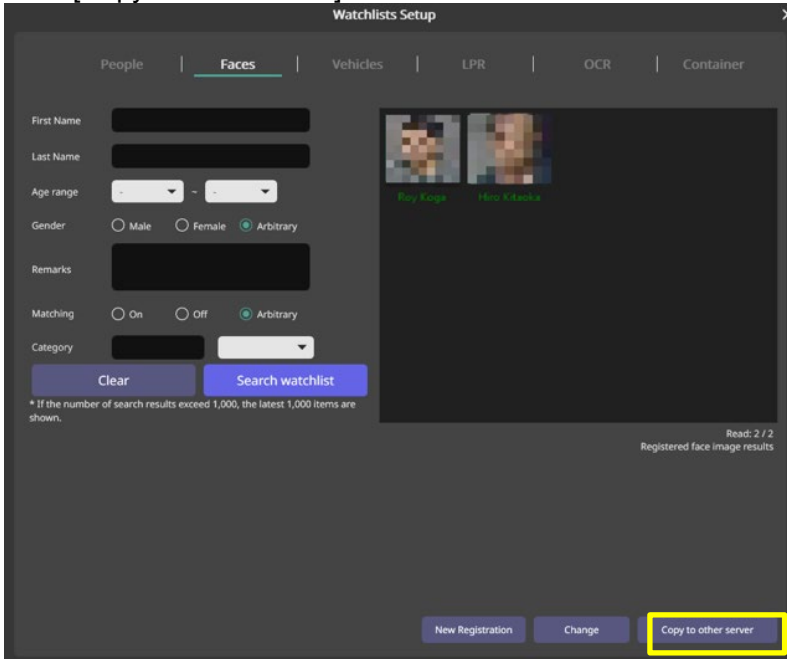 Watchlists Setup
People | Faces | Vehicles | LPR | OCR | Container
First Name
Last Name
Age range - ~ -
Gender Male Female Arbitrary
Remarks
Matching On Off Arbitrary
Category
Clear Search watchlist
* If the number of search results exceed 1,000, the latest 1,000 items are
shown.
Roy Koga Hiro Kitaoka
Read: 2 / 2
Registered face image results
New Registration Change Copy to other server